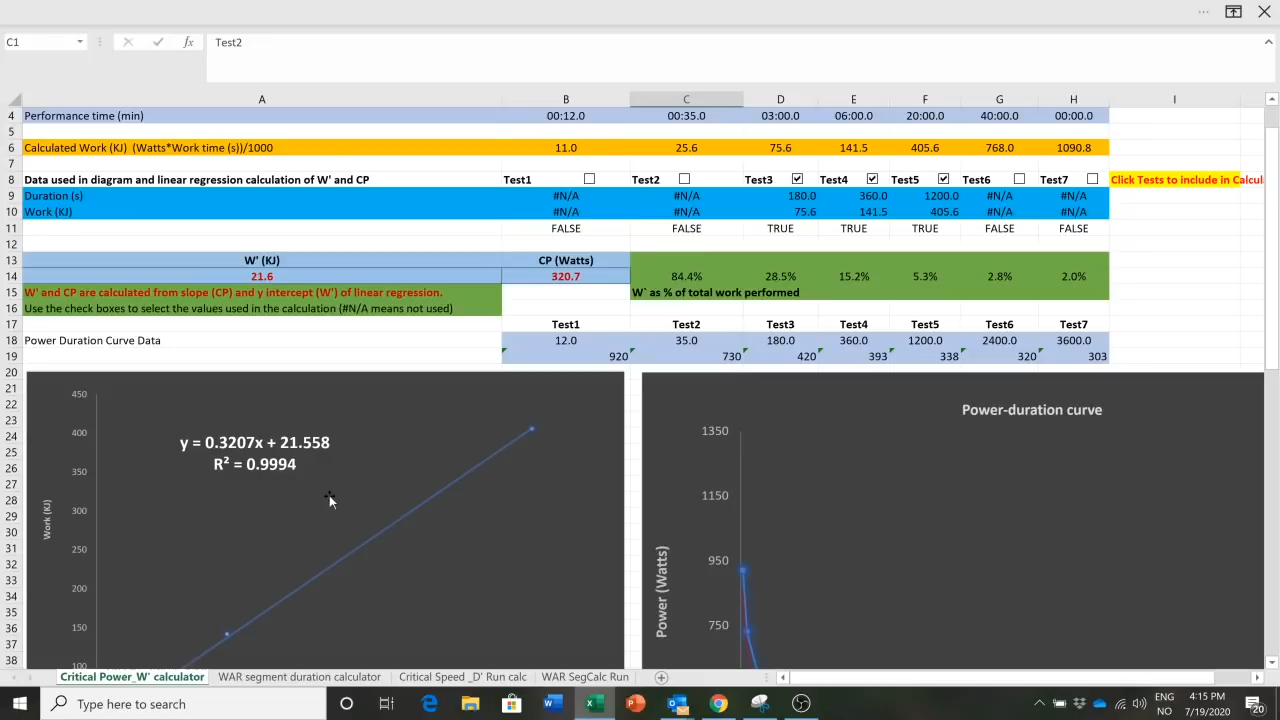 C1 fx Test2
A B C D E F G H I
4 Performance time (min) 00:12.0 00:35.0 03:00.0 06:00.0 20:00.0 40:00.0 00:00.0
5
6 Calculated Work (KJ) (Watts*Work time (s))/1000 11.0 25.6 75.6 141.5 405.6 768.0 1090.8
7
8 Data used in diagram and linear regression calculation of W' and CP Test1 Test2 Test3 Test4 Test5 Test6 Test7 Click Tests to include in Calcul
9 Duration (s) #N/A #N/A 180.0 360.0 1200.0 #N/A #N/A
10 Work (KJ) #N/A #N/A 75.6 141.5 405.6 #N/A #N/A
11 FALSE FALSE TRUE TRUE TRUE FALSE FALSE
12
13 W' (KJ) CP (Watts)
14 21.6 320.7 84.4% 28.5% 15.2% 5.3% 2.8% 2.0%
15 W' and CP are calculated from slope (CP) and y intercept (W') of linear regression. W` as % of total work performed
16 Use the check boxes to select the values used in the calculation (#N/A means not used)
17 Test1 Test2 Test3 Test4 Test5 Test6 Test7
18 Power Duration Curve Data 12.0 35.0 180.0 360.0 1200.0 2400.0 3600.0
19 920 730 420 393 338 320 303
20
21
22
23
24
25
26
27
28
29
30
31
32
33
34
35
36
37
38
450
400
350
300
250
200
150
100
Work (KJ)
y = 0.3207x + 21.558
R² = 0.9994
Power-duration curve
1350
1150
950
750
Power (Watts)
Critical Power_W' calculator WAR segment duration calculator Critical Speed _D' Run calc WAR SegCalc Run
Type here to search
ENG 4:15 PM
NO 7/19/2020
20